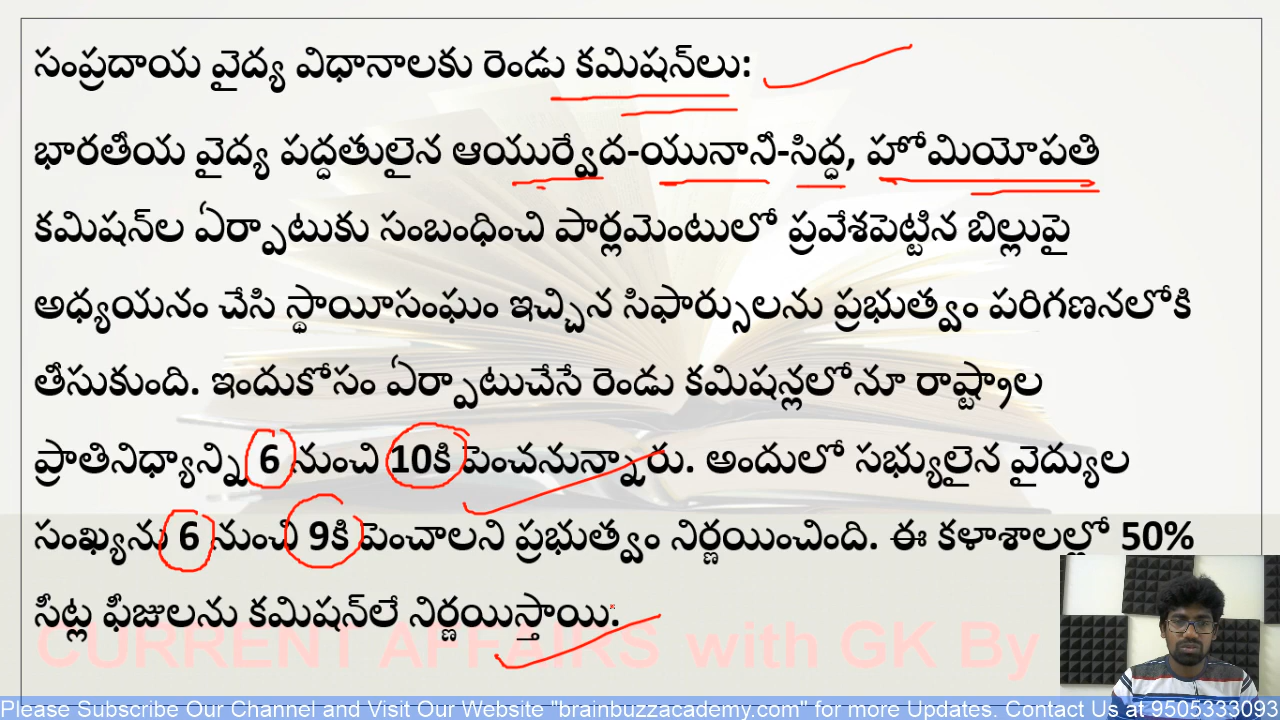 సంప్రదాయ వైద్య విధానాలకు రెండు కమిషన్‌లు:
భారతీయ వైద్య పద్ధతులైన ఆయుర్వేద-యునానీ-సిద్ధ, హోమియోపతి
కమిషన్‌ల ఏర్పాటుకు సంబంధించి పార్లమెంటులో ప్రవేశపెట్టిన బిల్లుపై
అధ్యయనం చేసి స్థాయీసంఘం ఇచ్చిన సిఫార్సులను ప్రభుత్వం పరిగణనలోకి
తీసుకుంది. ఇందుకోసం ఏర్పాటుచేసే రెండు కమిషన్లలోనూ రాష్ట్రాల
ప్రాతినిధ్యాన్ని 6 నుంచి 10కి పెంచనున్నారు. అందులో సభ్యులైన వైద్యుల
సంఖ్యను 6 నుంచి 9కి పెంచాలని ప్రభుత్వం నిర్ణయించింది. ఈ కళాశాలల్లో 50%
సీట్ల ఫీజులను కమిషన్‌లే నిర్ణయిస్తాయి.
CURRENT AFFAIRS with GK By
Please Subscribe Our Channel and Visit Our Website "brainbuzzacademy.com" for more Updates. Contact Us at 9505333093